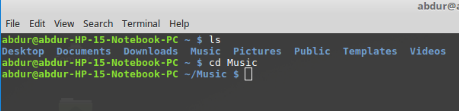 abdur@a
File Edit View Search Terminal Help
abdur@abdur-HP-15-Notebook-PC ~ $ ls
Desktop Documents Downloads Music Pictures Public Templates Videos
abdur@abdur-HP-15-Notebook-PC ~ $ cd Music
abdur@abdur-HP-15-Notebook-PC ~/Music $